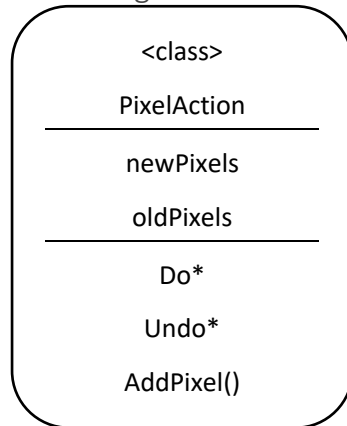 <class>
PixelAction
newPixels
oldPixels
Do*
Undo*
AddPixel()